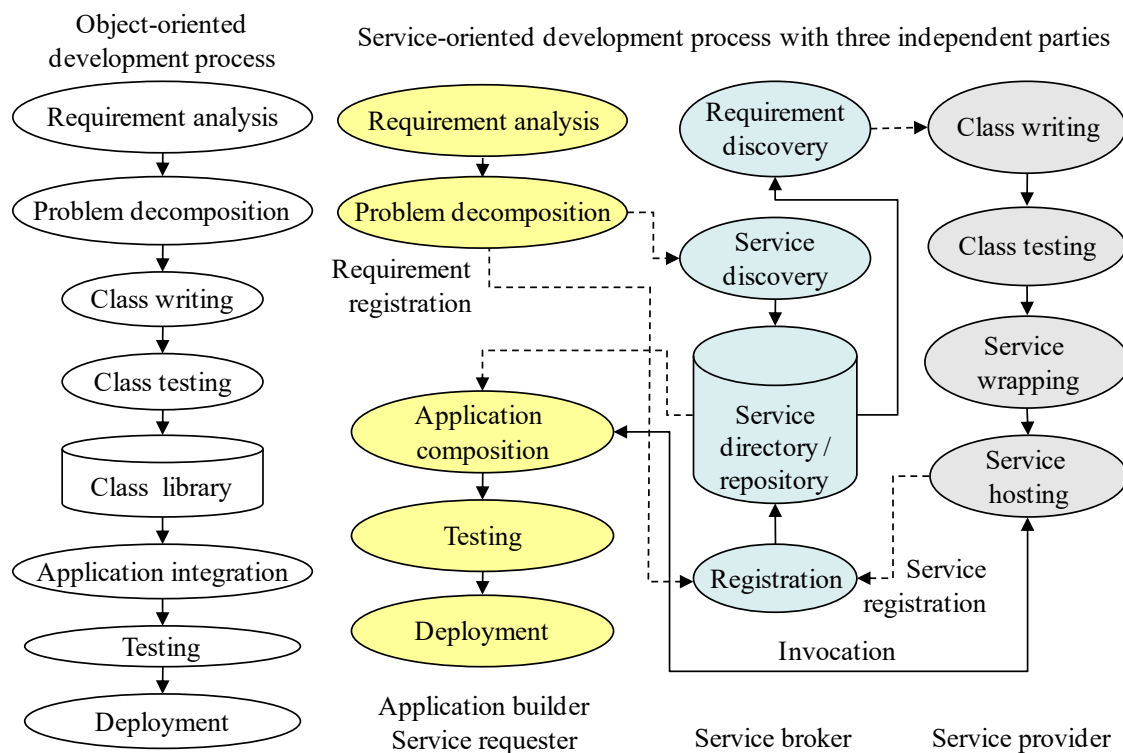 Object-oriented
development process
Service-oriented development process with three independent parties
Requirement analysis
Problem decomposition
Class writing
Class testing
Class library
Application integration
Testing
Deployment
Requirement analysis
Problem decomposition
Requirement
registration
Application
composition
Testing
Deployment
Application builder
Service requester
Requirement
discovery
Service
discovery
Service
directory /
repository
Registration
Service broker
Class writing
Class testing
Service
wrapping
Service
hosting
Service
registration
Invocation
Service provider